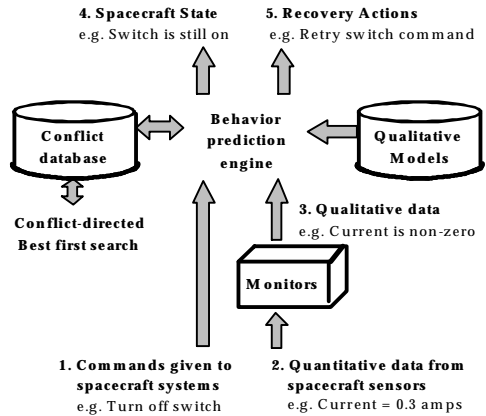 4. Spacecraft State
e.g. Switch is still on
5. Recovery Actions
e.g. Retry switch command
Conflict
database
Behavior
prediction
engine
Qualitative
Models
Conflict-directed
Best first search
3. Qualitative data
e.g. Current is non-zero
Monitors
1. Commands given to
spacecraft systems
e.g. Turn off switch
2. Quantitative data from
spacecraft sensors
e.g. Current = 0.3 amps